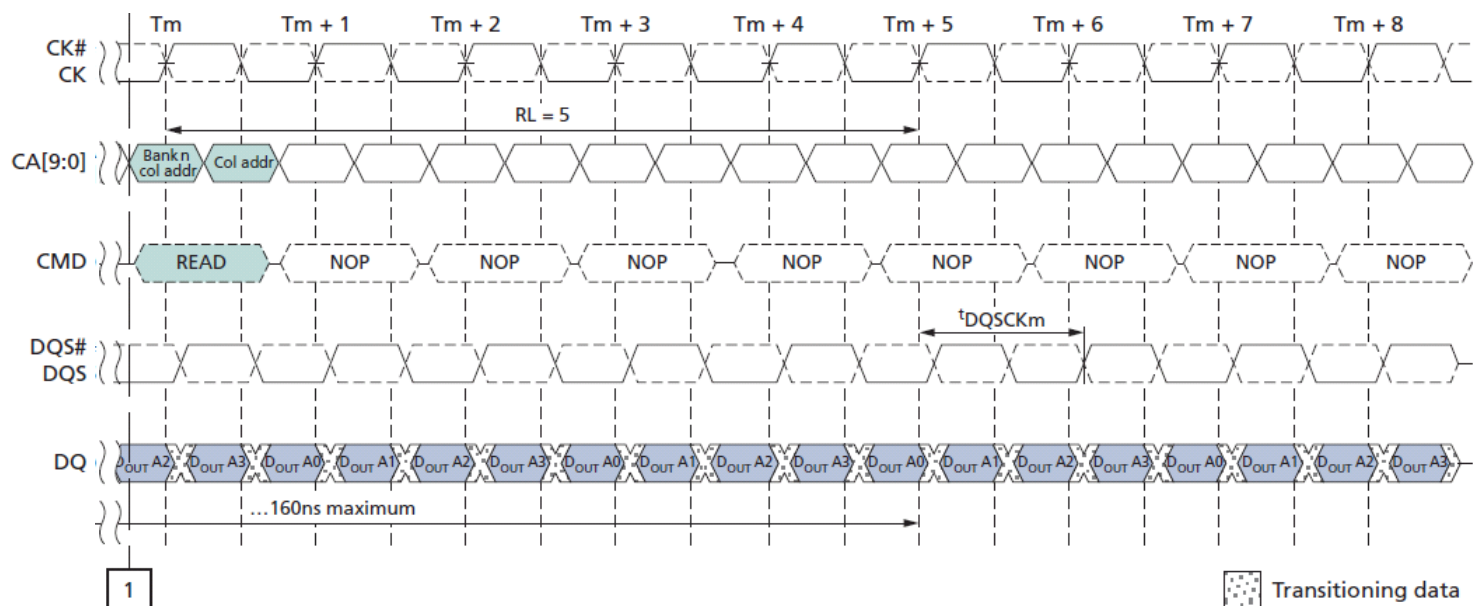 Tm Tm + 1 Tm + 2 Tm + 3 Tm + 4 Tm + 5 Tm + 6 Tm + 7 Tm + 8
CK#
CK
RL = 5
CA[9:0] Bank n col addr Col addr
CMD READ NOP NOP NOP NOP NOP NOP NOP NOP
tDQSCKm
DQS#
DQS
DQ DOUT A2 DOUT A3 DOUT A0 DOUT A1 DOUT A2 DOUT A3 DOUT A0 DOUT A1 DOUT A2 DOUT A3 DOUT A0 DOUT A1 DOUT A2 DOUT A3 DOUT A0 DOUT A1 DOUT A2 DOUT A3
...160ns maximum
1 Transitioning data